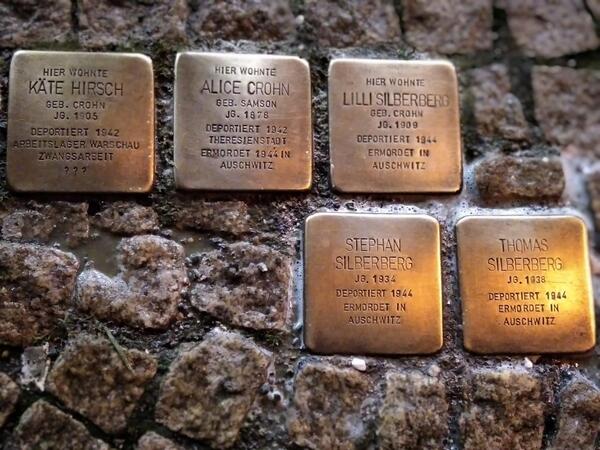 HIER WOHNTE
KÄTE HIRSCH
GEB. CROHN
JG. 1905
DEPORTIERT 1942
ARBEITSLAGER WARSCHAU
ZWANGSARBEIT
???
HIER WOHNTE
ALICE CROHN
GEB. SAMSON
JG. 1878
DEPORTIERT 1942
THERESIENSTADT
ERMORDET 1944 IN
AUSCHWITZ
HIER WOHNTE
LILLI SILBERBERG
GEB. CROHN
JG. 1909
DEPORTIERT 1944
ERMORDET IN
AUSCHWITZ
STEPHAN
SILBERBERG
JG. 1934
DEPORTIERT 1944
ERMORDET IN
AUSCHWITZ
THOMAS
SILBERBERG
JG. 1938
DEPORTIERT 1944
ERMORDET IN
AUSCHWITZ